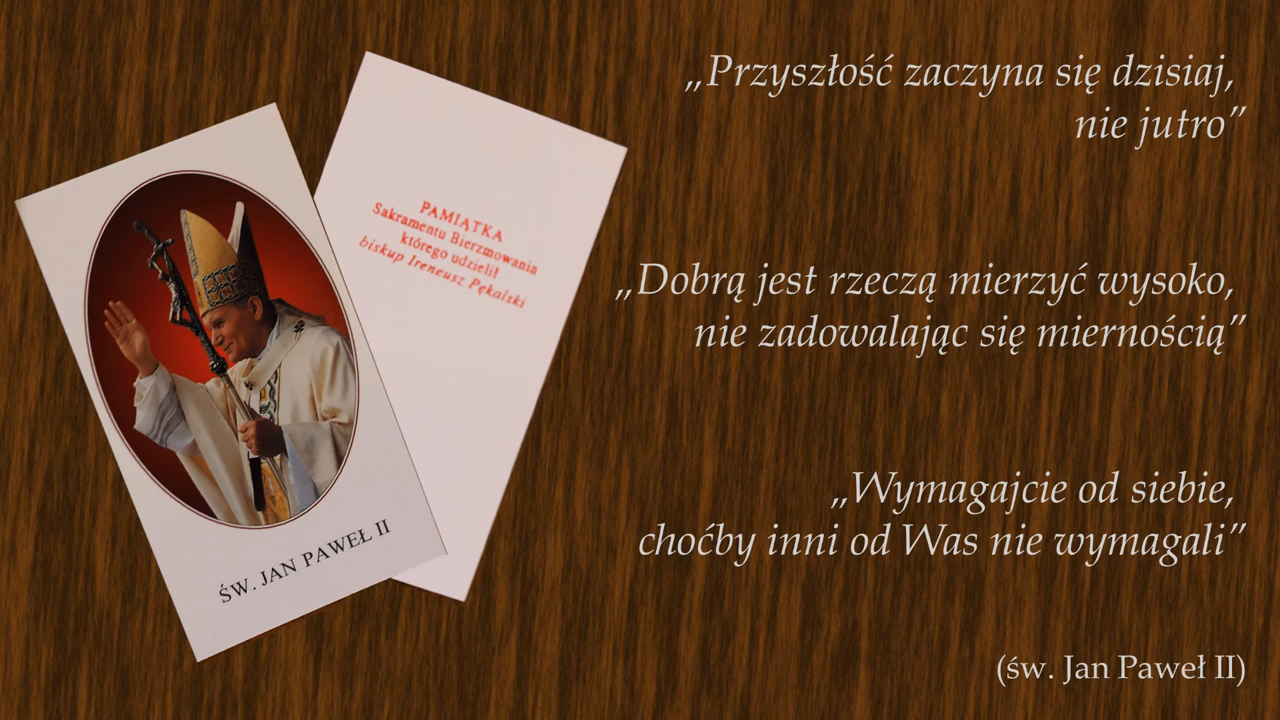 ŚW. JAN PAWEŁ II
PAMIĄTKA
Sakramentu Bierzmowania
którego udzielił
biskup Ireneusz Pękalski
„Przyszłość zaczyna się dzisiaj,
nie jutro”
„Dobrą jest rzeczą mierzyć wysoko,
nie zadowalając się miernością”
„Wymagajcie od siebie,
choćby inni od Was nie wymagali”
(św. Jan Paweł II)